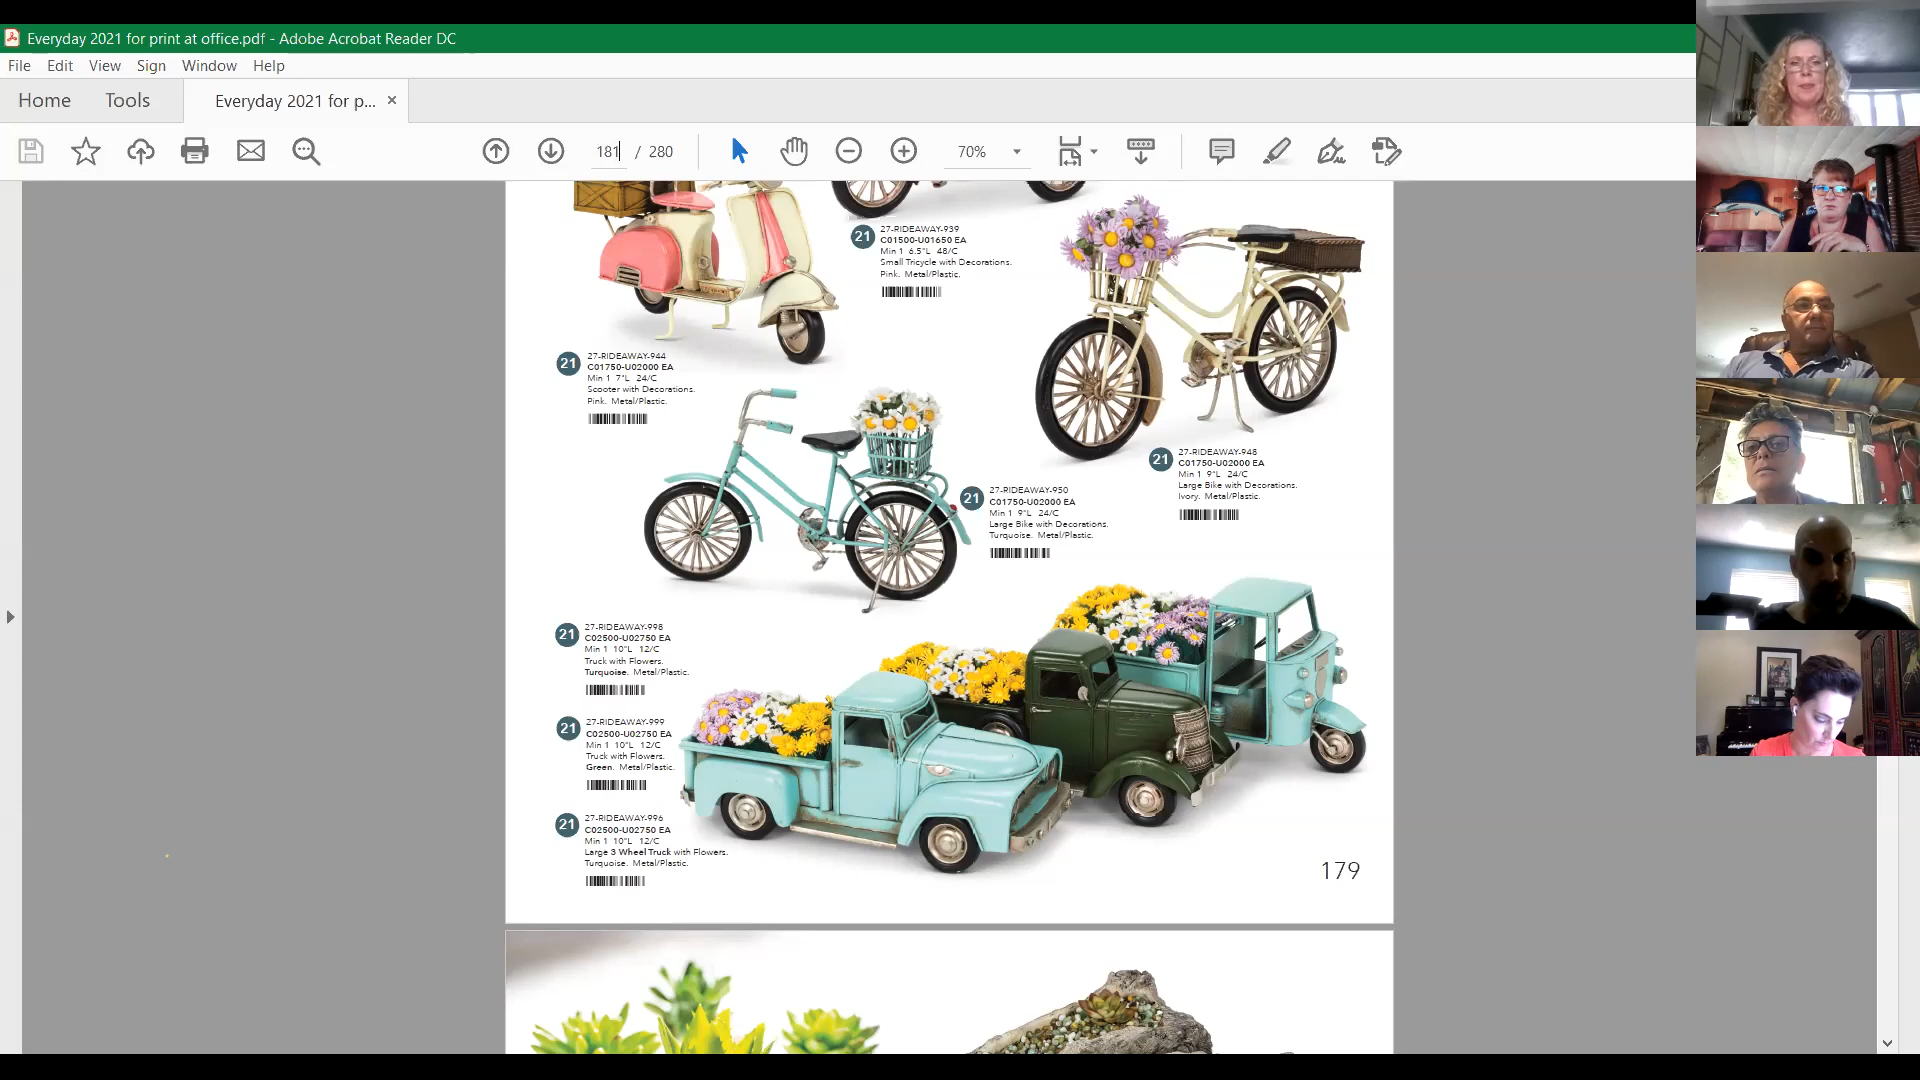 Everyday 2021 for print at office.pdf - Adobe Acrobat Reader DC
File Edit View Sign Window Help
Home Tools Everyday 2021 for p... ×
181 / 280 70%
21 27-RIDEAWAY-939
C01500-U01650 EA
Min 1 6.5"L 48/C
Small Tricycle with Decorations.
Pink. Metal/Plastic.
21 27-RIDEAWAY-944
C01750-U02000 EA
Min 1 7"L 24/C
Scooter with Decorations.
Pink. Metal/Plastic.
21 27-RIDEAWAY-948
C01750-U02000 EA
Min 1 9"L 24/C
Large Bike with Decorations.
Ivory. Metal/Plastic.
21 27-RIDEAWAY-950
C01750-U02000 EA
Min 1 9"L 24/C
Large Bike with Decorations.
Turquoise. Metal/Plastic.
21 27-RIDEAWAY-998
C02500-U02750 EA
Min 1 10"L 12/C
Truck with Flowers.
Turquoise. Metal/Plastic.
21 27-RIDEAWAY-999
C02500-U02750 EA
Min 1 10"L 12/C
Truck with Flowers.
Green. Metal/Plastic.
21 27-RIDEAWAY-996
C02500-U02750 EA
Min 1 10"L 12/C
Large 3 Wheel Truck with Flowers.
Turquoise. Metal/Plastic.
179